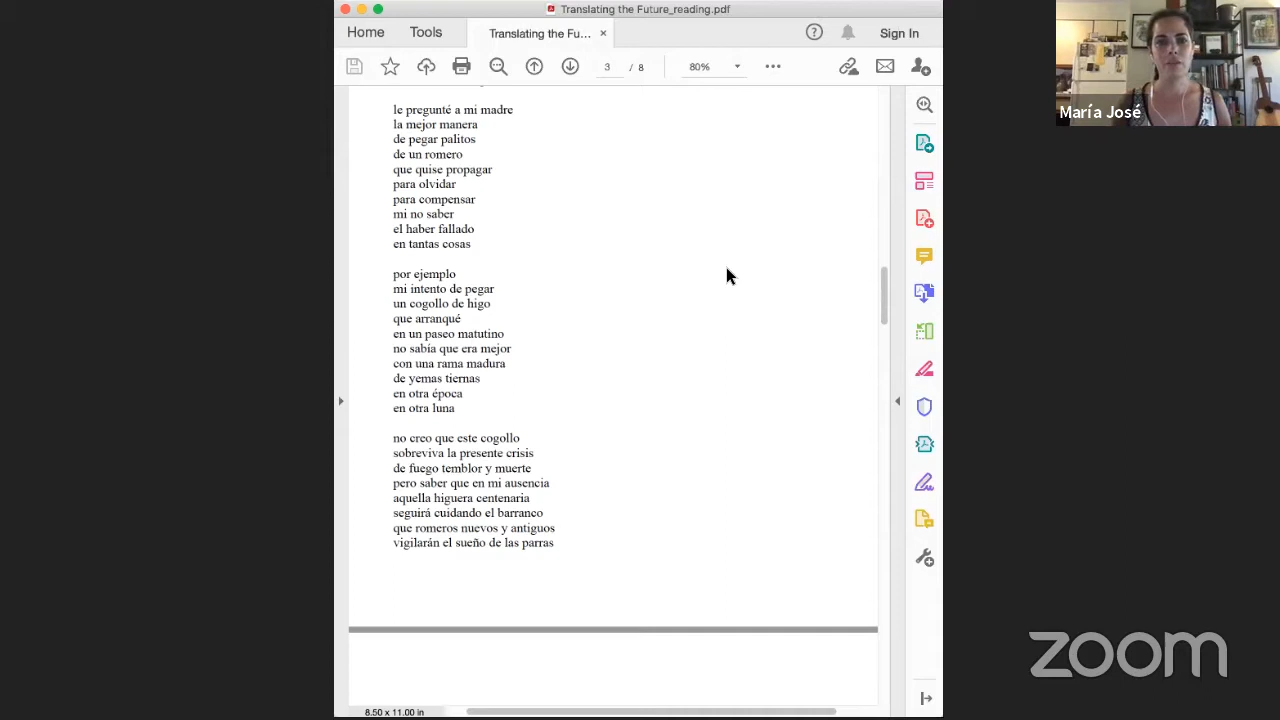 Translating the Future_reading.pdf
Home
Tools
Translating the Fu...
×
?
Sign In
3 / 8
80%
María José
le pregunté a mi madre
la mejor manera
de pegar palitos
de un romero
que quise propagar
para olvidar
para compensar
mi no saber
el haber fallado
en tantas cosas
por ejemplo
mi intento de pegar
un cogollo de higo
que arranqué
en un paseo matutino
no sabía que era mejor
con una rama madura
de yemas tiernas
en otra época
en otra luna
no creo que este cogollo
sobreviva la presente crisis
de fuego temblor y muerte
pero saber que en mi ausencia
aquella higuera centenaria
seguirá cuidando el barranco
que romeros nuevos y antiguos
vigilarán el sueño de las parras
8.50 x 11.00 in
zoom